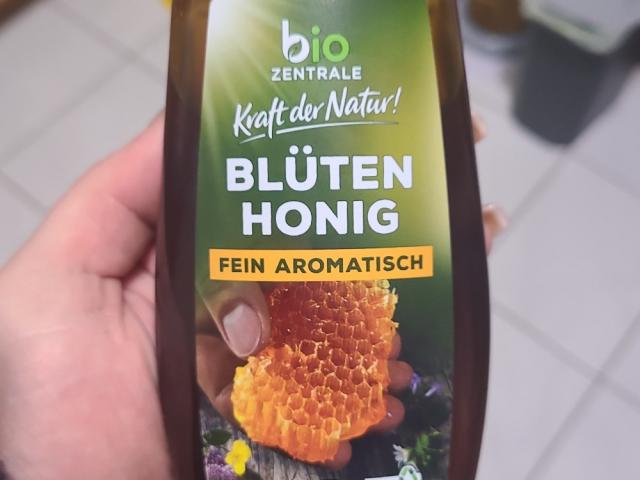 bio
ZENTRALE
Kraft der Natur!
BLÜTEN
HONIG
FEIN AROMATISCH